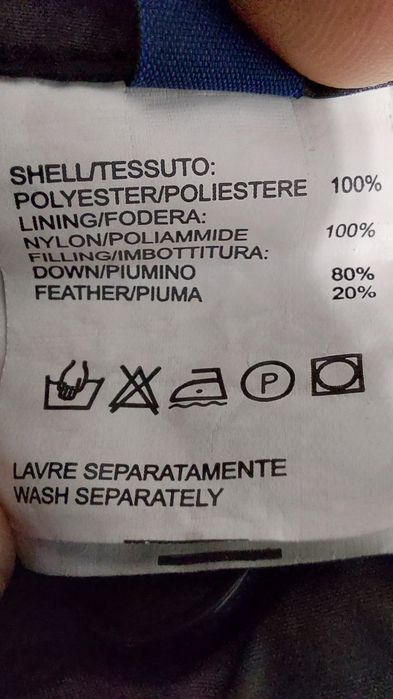 SHELL/TESSUTO:
POLYESTER/POLIESTERE 100%
LINING/FODERA:
NYLON/POLIAMMIDE 100%
FILLING/IMBOTTITURA:
DOWN/PIUMINO 80%
FEATHER/PIUMA 20%
P
LAVRE SEPARATAMENTE
WASH SEPARATELY